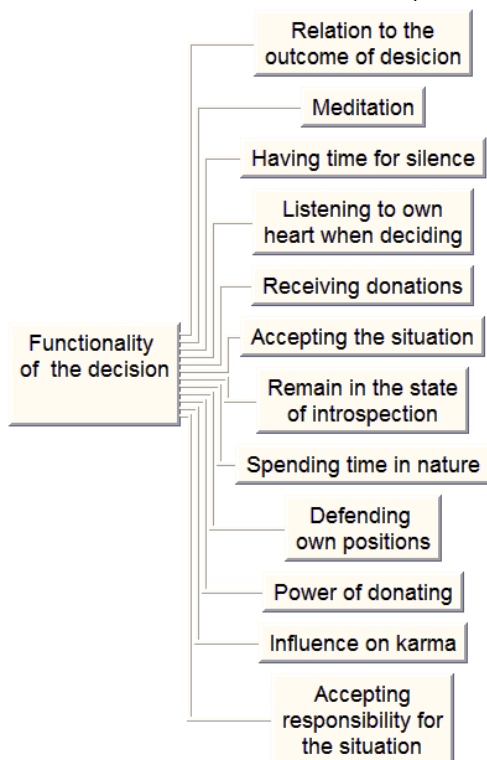 Relation to the
outcome of desicion
Meditation
Having time for silence
Listening to own
heart when deciding
Receiving donations
Functionality
of the decision
Accepting the situation
Remain in the state
of introspection
Spending time in nature
Defending
own positions
Power of donating
Influence on karma
Accepting
responsibility for
the situation